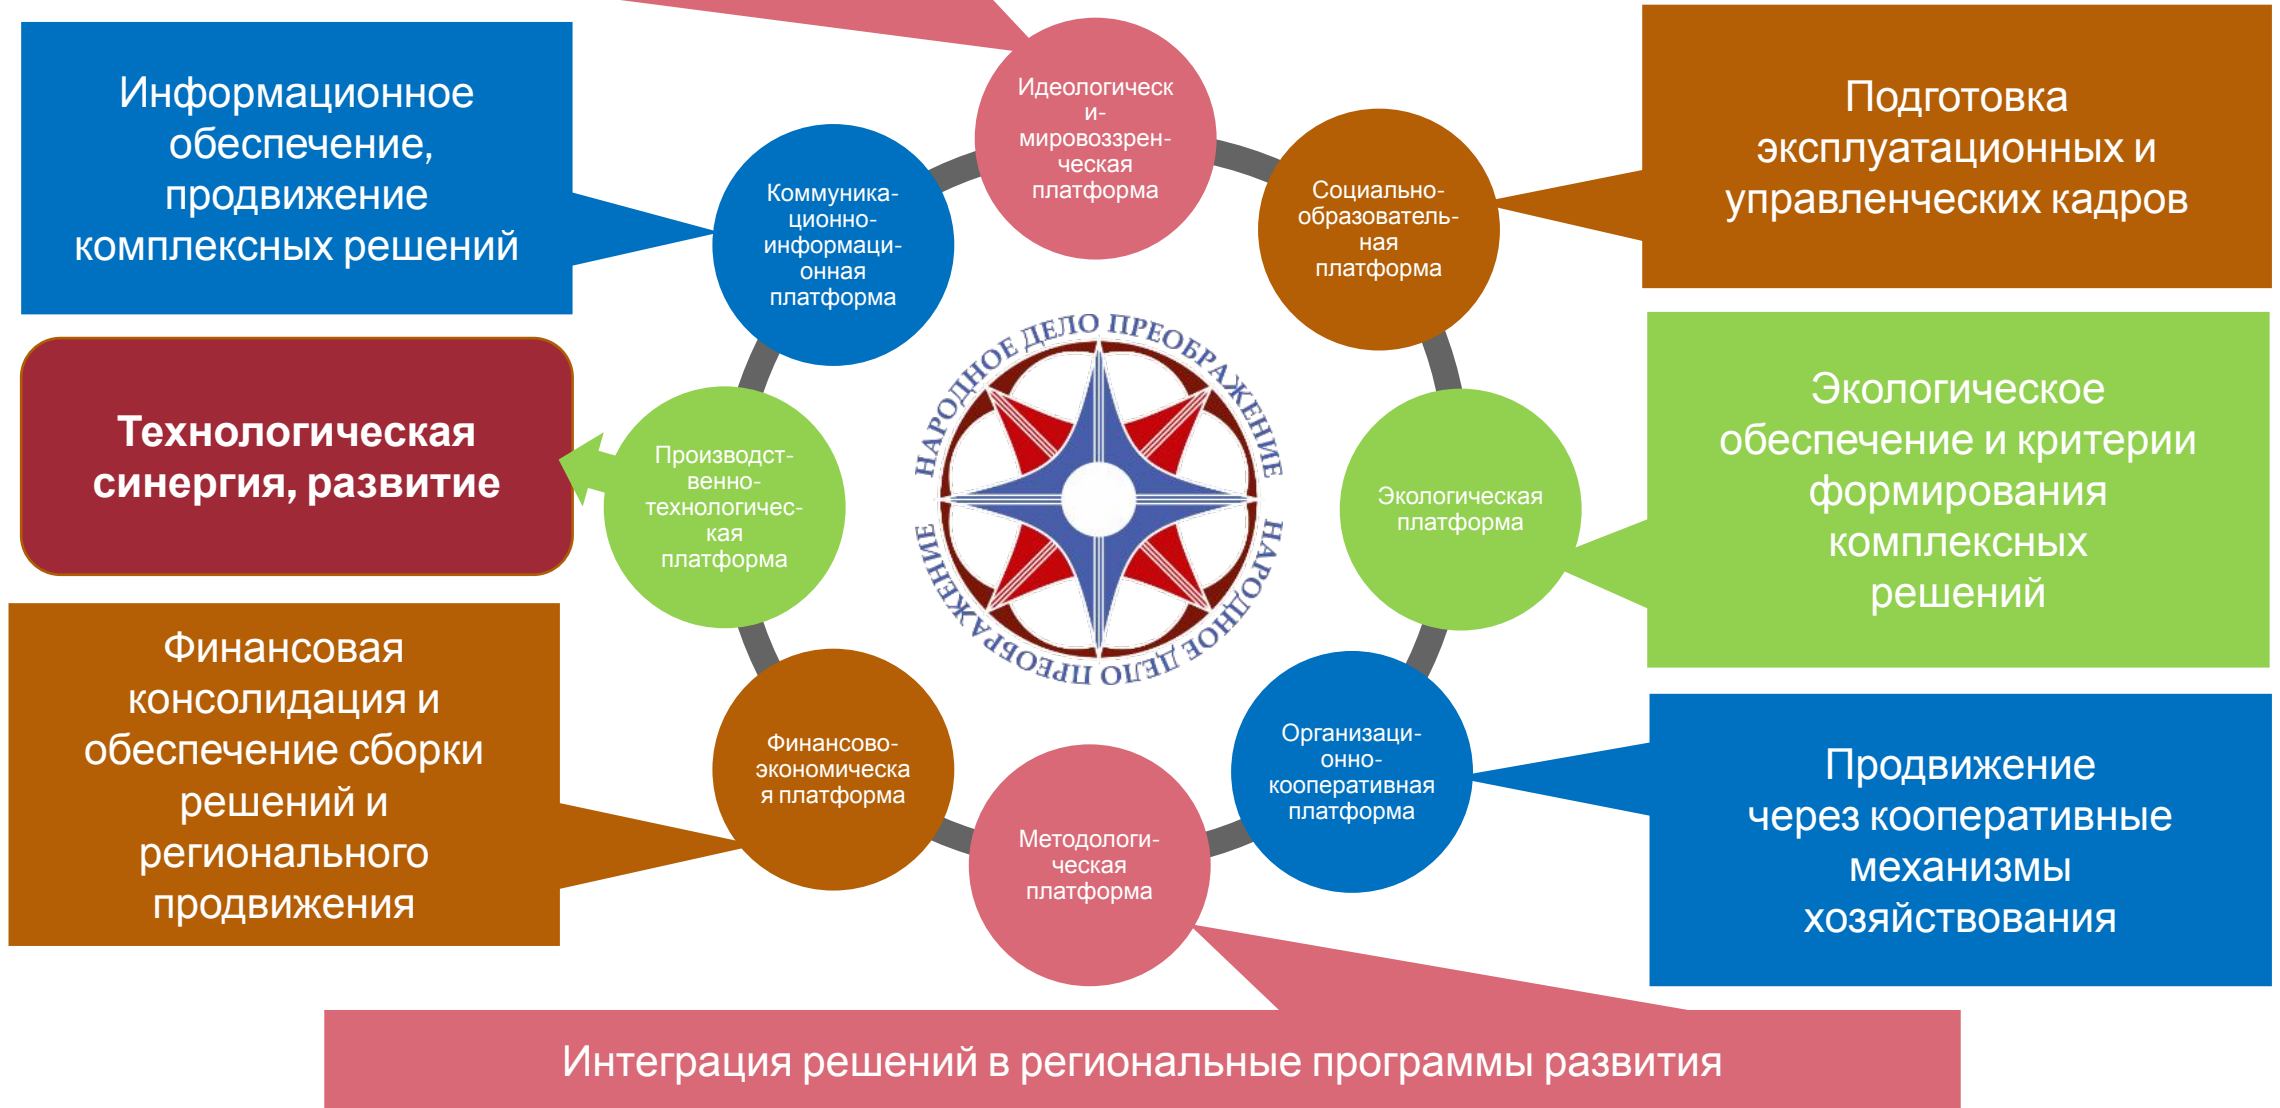 Информационное
обеспечение,
продвижение
комплексных решений
Идеологическ
и-
мировоззрен-
ческая
платформа
Подготовка
эксплуатационных и
управленческих кадров
Коммуника-
ционно-
информаци-
онная
платформа
Социально-
образователь-
ная
платформа
НАРОДНОЕ ДЕЛО ПРЕОБРАЖЕНИЕ
НАРОДНОЕ ДЕЛО ПРЕОБРАЖЕНИЕ
Технологическая
синергия, развитие
Производст-
венно-
технологичес-
кая
платформа
Экологическая
платформа
Экологическое
обеспечение и критерии
формирования
комплексных
решений
Финансовая
консолидация и
обеспечение сборки
решений и
регионального
продвижения
Финансово-
экономическа
я платформа
Методологи-
ческая
платформа
Организаци-
онно-
кооперативная
платформа
Продвижение
через кооперативные
механизмы
хозяйствования
Интеграция решений в региональные программы развития